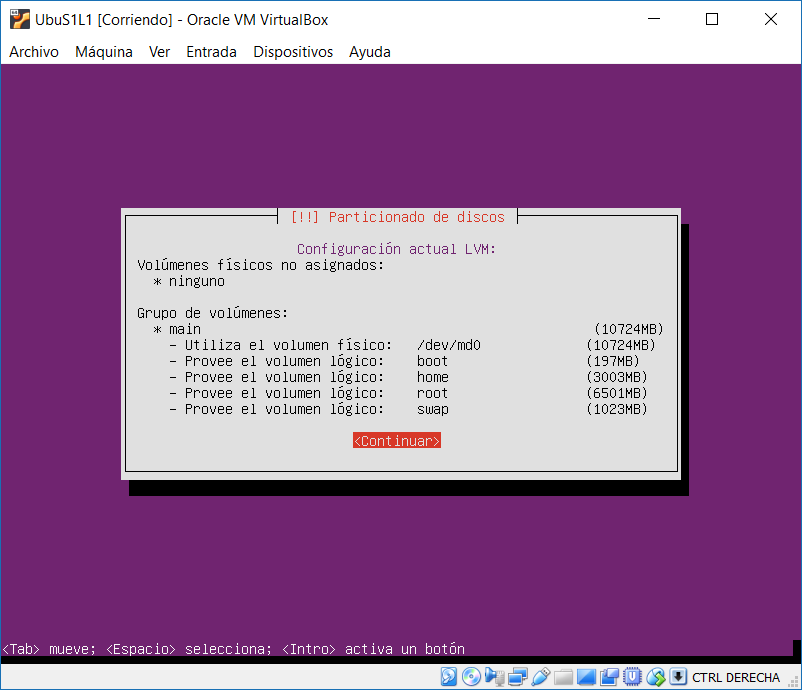 UbuS1L1 [Corriendo] - Oracle VM VirtualBox
Archivo Máquina Ver Entrada Dispositivos Ayuda
[!!] Particionado de discos
Configuración actual LVM:
Volúmenes físicos no asignados:
* ninguno
Grupo de volúmenes:
* main (10724MB)
- Utiliza el volumen físico: /dev/md0 (10724MB)
- Provee el volumen lógico: boot (197MB)
- Provee el volumen lógico: home (3003MB)
- Provee el volumen lógico: root (6501MB)
- Provee el volumen lógico: swap (1023MB)
<Continuar>
<Tab> mueve; <Espacio> selecciona; <Intro> activa un botón
CTRL DERECHA